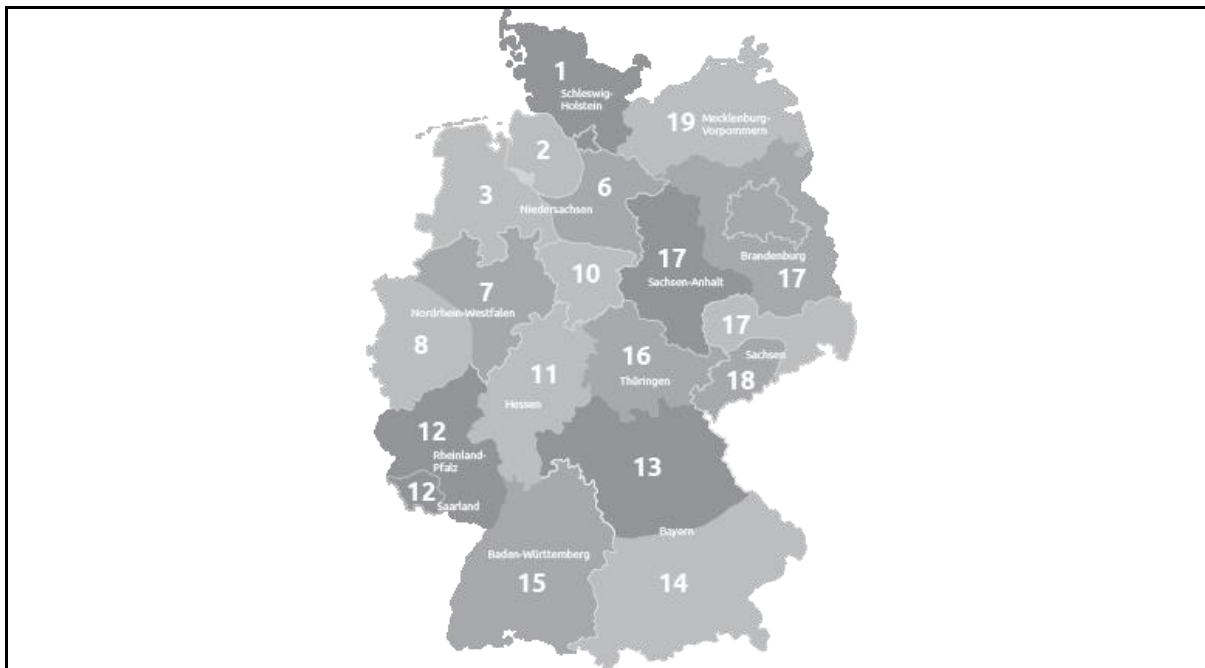 1
Schleswig-
Holstein
19
Mecklenburg-
Vorpommern
2
3
6
Niedersachsen
17
Sachsen-Anhalt
Brandenburg
17
10
7
Nordrhein-Westfalen
8
17
Sachsen
18
16
Thüringen
11
Hessen
12
Rheinland-
Pfalz
12
Saarland
13
Bayern
Baden-Württemberg
15
14